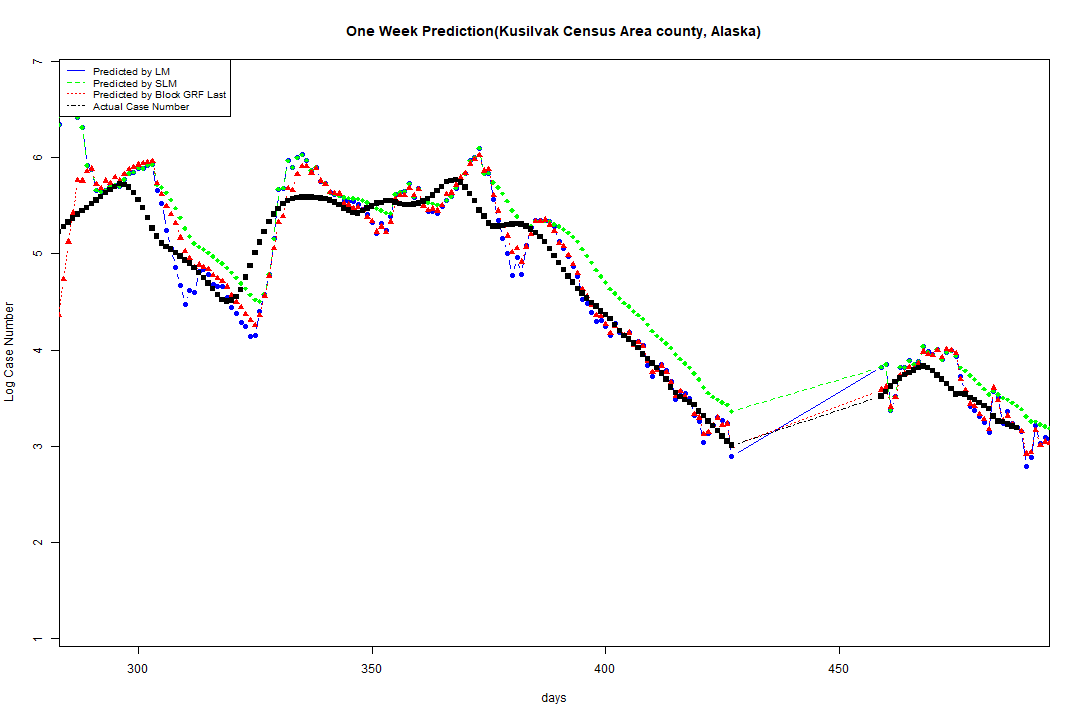 One Week Prediction(Kusilvak Census Area county, Alaska)
Predicted by LM
Predicted by SLM
Predicted by Block GRF Last
Actual Case Number
Log Case Number
7
6
5
4
3
2
1
300
350
400
450
days